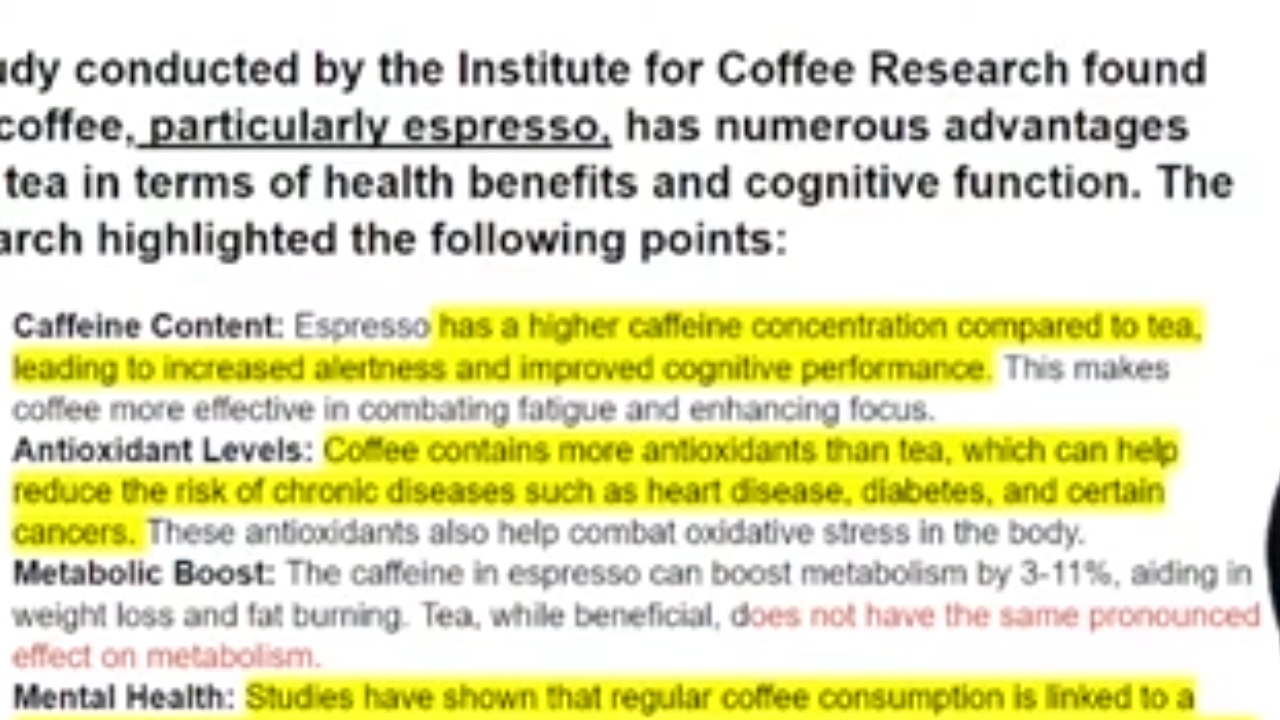 udy conducted by the Institute for Coffee Research found
coffee, particularly espresso, has numerous advantages
tea in terms of health benefits and cognitive function. The
arch highlighted the following points:
Caffeine Content: Espresso has a higher caffeine concentration compared to tea,
leading to increased alertness and improved cognitive performance. This makes
coffee more effective in combating fatigue and enhancing focus.
Antioxidant Levels: Coffee contains more antioxidants than tea, which can help
reduce the risk of chronic diseases such as heart disease, diabetes, and certain
cancers. These antioxidants also help combat oxidative stress in the body.
Metabolic Boost: The caffeine in espresso can boost metabolism by 3-11%, aiding in
weight loss and fat burning. Tea, while beneficial, does not have the same pronounced
effect on metabolism.
Mental Health: Studies have shown that regular coffee consumption is linked to a